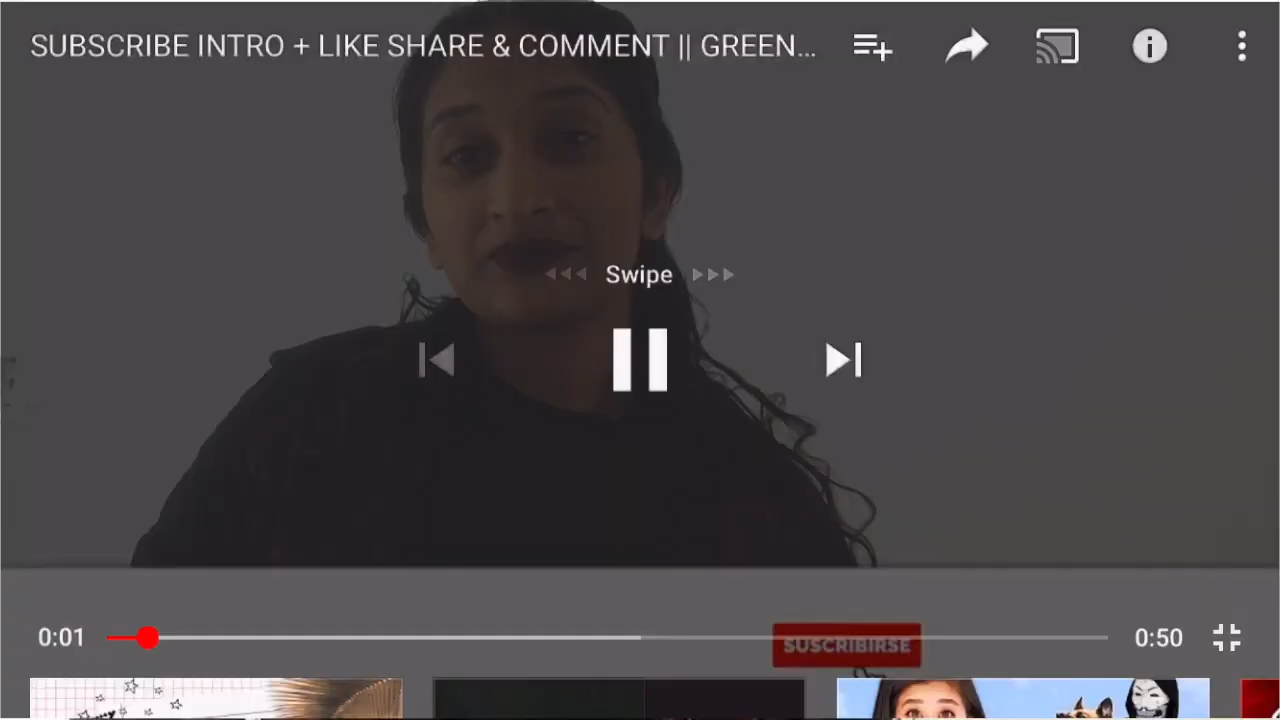 SUBSCRIBE INTRO + LIKE SHARE & COMMENT || GREEN...
Swipe
0:01
0:50
SUSCRIBIRSE